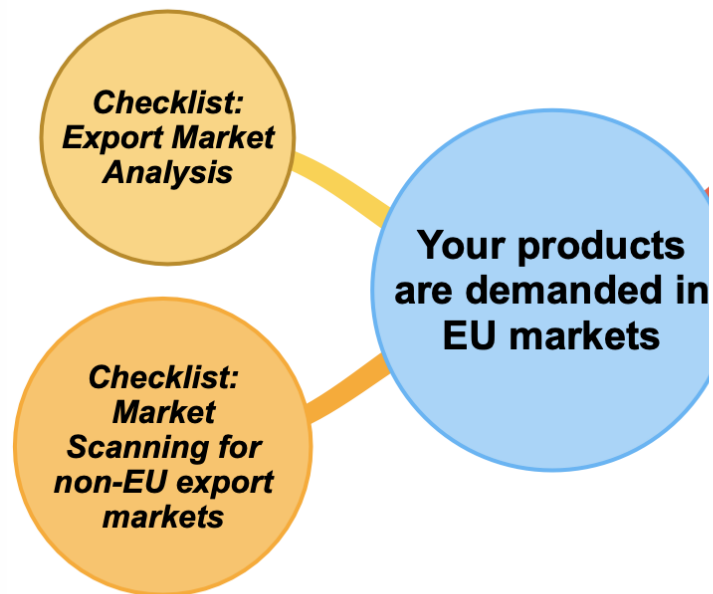 Checklist:
Export Market
Analysis
Your products
are demanded in
EU markets
Checklist:
Market
Scanning for
non-EU export
markets